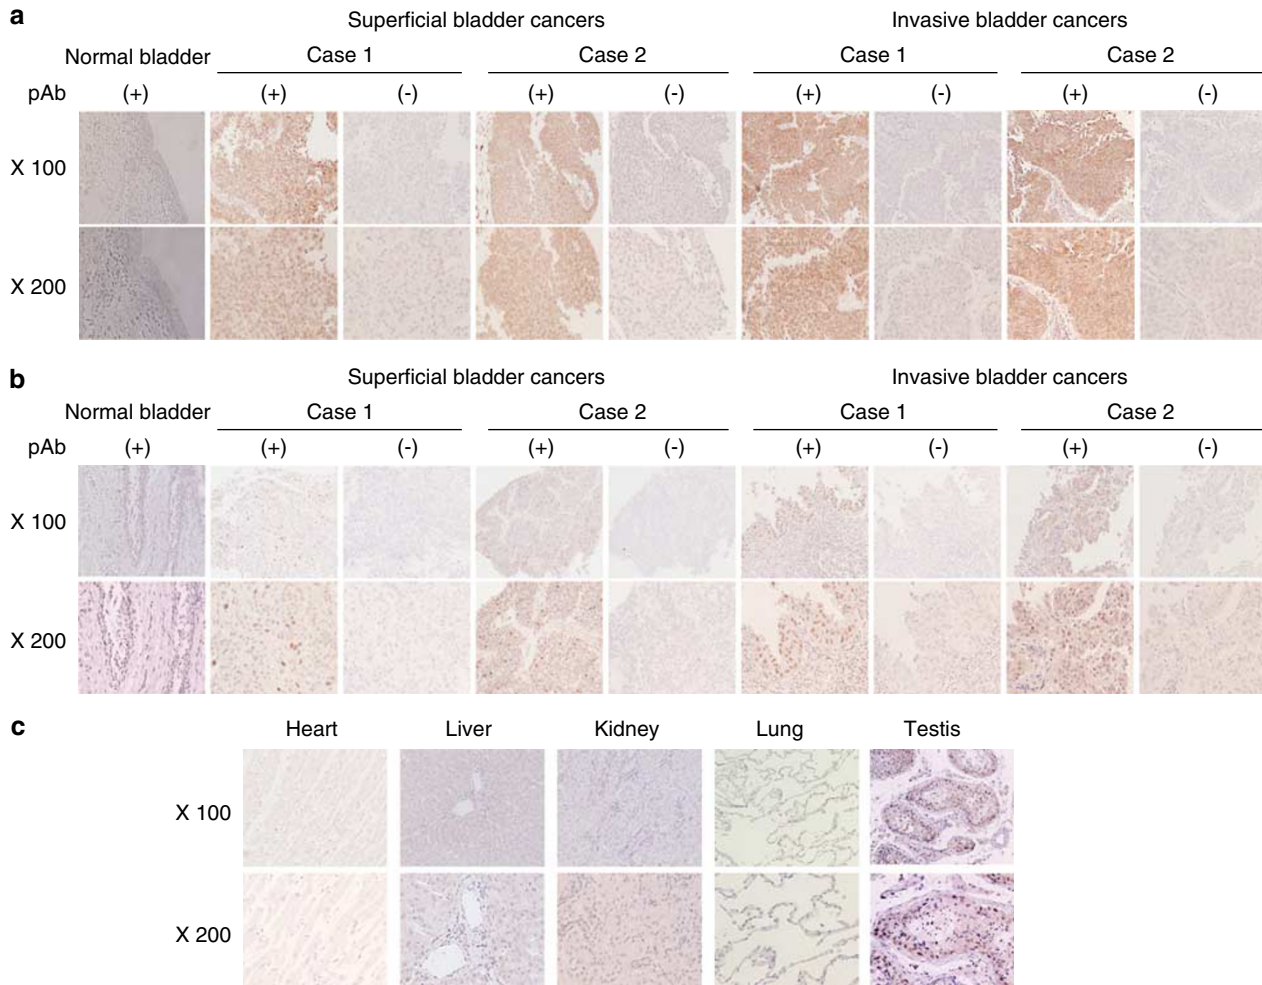 a
Superficial bladder cancers Invasive bladder cancers
Normal bladder Case 1 Case 2 Case 1 Case 2
pAb (+) (+) (-) (+) (-) (+) (-) (+) (-)
X 100
X 200
b
Superficial bladder cancers Invasive bladder cancers
Normal bladder Case 1 Case 2 Case 1 Case 2
pAb (+) (+) (-) (+) (-) (+) (-) (+) (-)
X 100
X 200
c
Heart Liver Kidney Lung Testis
X 100
X 200